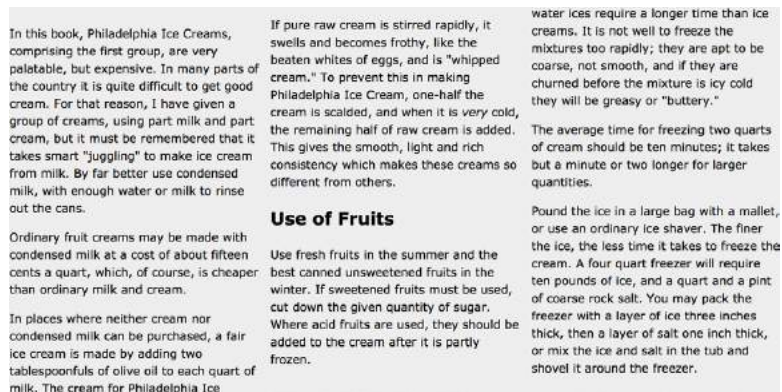 In this book, Philadelphia Ice Creams,
comprising the first group, are very
palatable, but expensive. In many parts of
the country it is quite difficult to get good
cream. For that reason, I have given a
group of creams, using part milk and part
cream, but it must be remembered that it
takes smart "juggling" to make ice cream
from milk. By far better use condensed
milk, with enough water or milk to rinse
out the cans.
Ordinary fruit creams may be made with
condensed milk at a cost of about fifteen
cents a quart, which, of course, is cheaper
than ordinary milk and cream.
In places where neither cream nor
condensed milk can be purchased, a fair
ice cream is made by adding two
tablespoonfuls of olive oil to each quart of
milk. The cream for Philadelphia Ice
If pure raw cream is stirred rapidly, it
swells and becomes frothy, like the
beaten whites of eggs, and is "whipped
cream." To prevent this in making
Philadelphia Ice Cream, one-half the
cream is scalded, and when it is very cold,
the remaining half of raw cream is added.
This gives the smooth, light and rich
consistency which makes these creams so
different from others.
Use of Fruits
Use fresh fruits in the summer and the
best canned unsweetened fruits in the
winter. If sweetened fruits must be used,
cut down the given quantity of sugar.
Where acid fruits are used, they should be
added to the cream after it is partly
frozen.
water ices require a longer time than ice
creams. It is not well to freeze the
mixtures too rapidly; they are apt to be
coarse, not smooth, and if they are
churned before the mixture is icy cold
they will be greasy or "buttery."
The average time for freezing two quarts
of cream should be ten minutes; it takes
but a minute or two longer for larger
quantities.
Pound the ice in a large bag with a mallet,
or use an ordinary ice shaver. The finer
the ice, the less time it takes to freeze the
cream. A four quart freezer will require
ten pounds of ice, and a quart and a pint
of coarse rock salt. You may pack the
freezer with a layer of ice three inches
thick, then a layer of salt one inch thick,
or mix the ice and salt in the tub and
shovel it around the freezer.